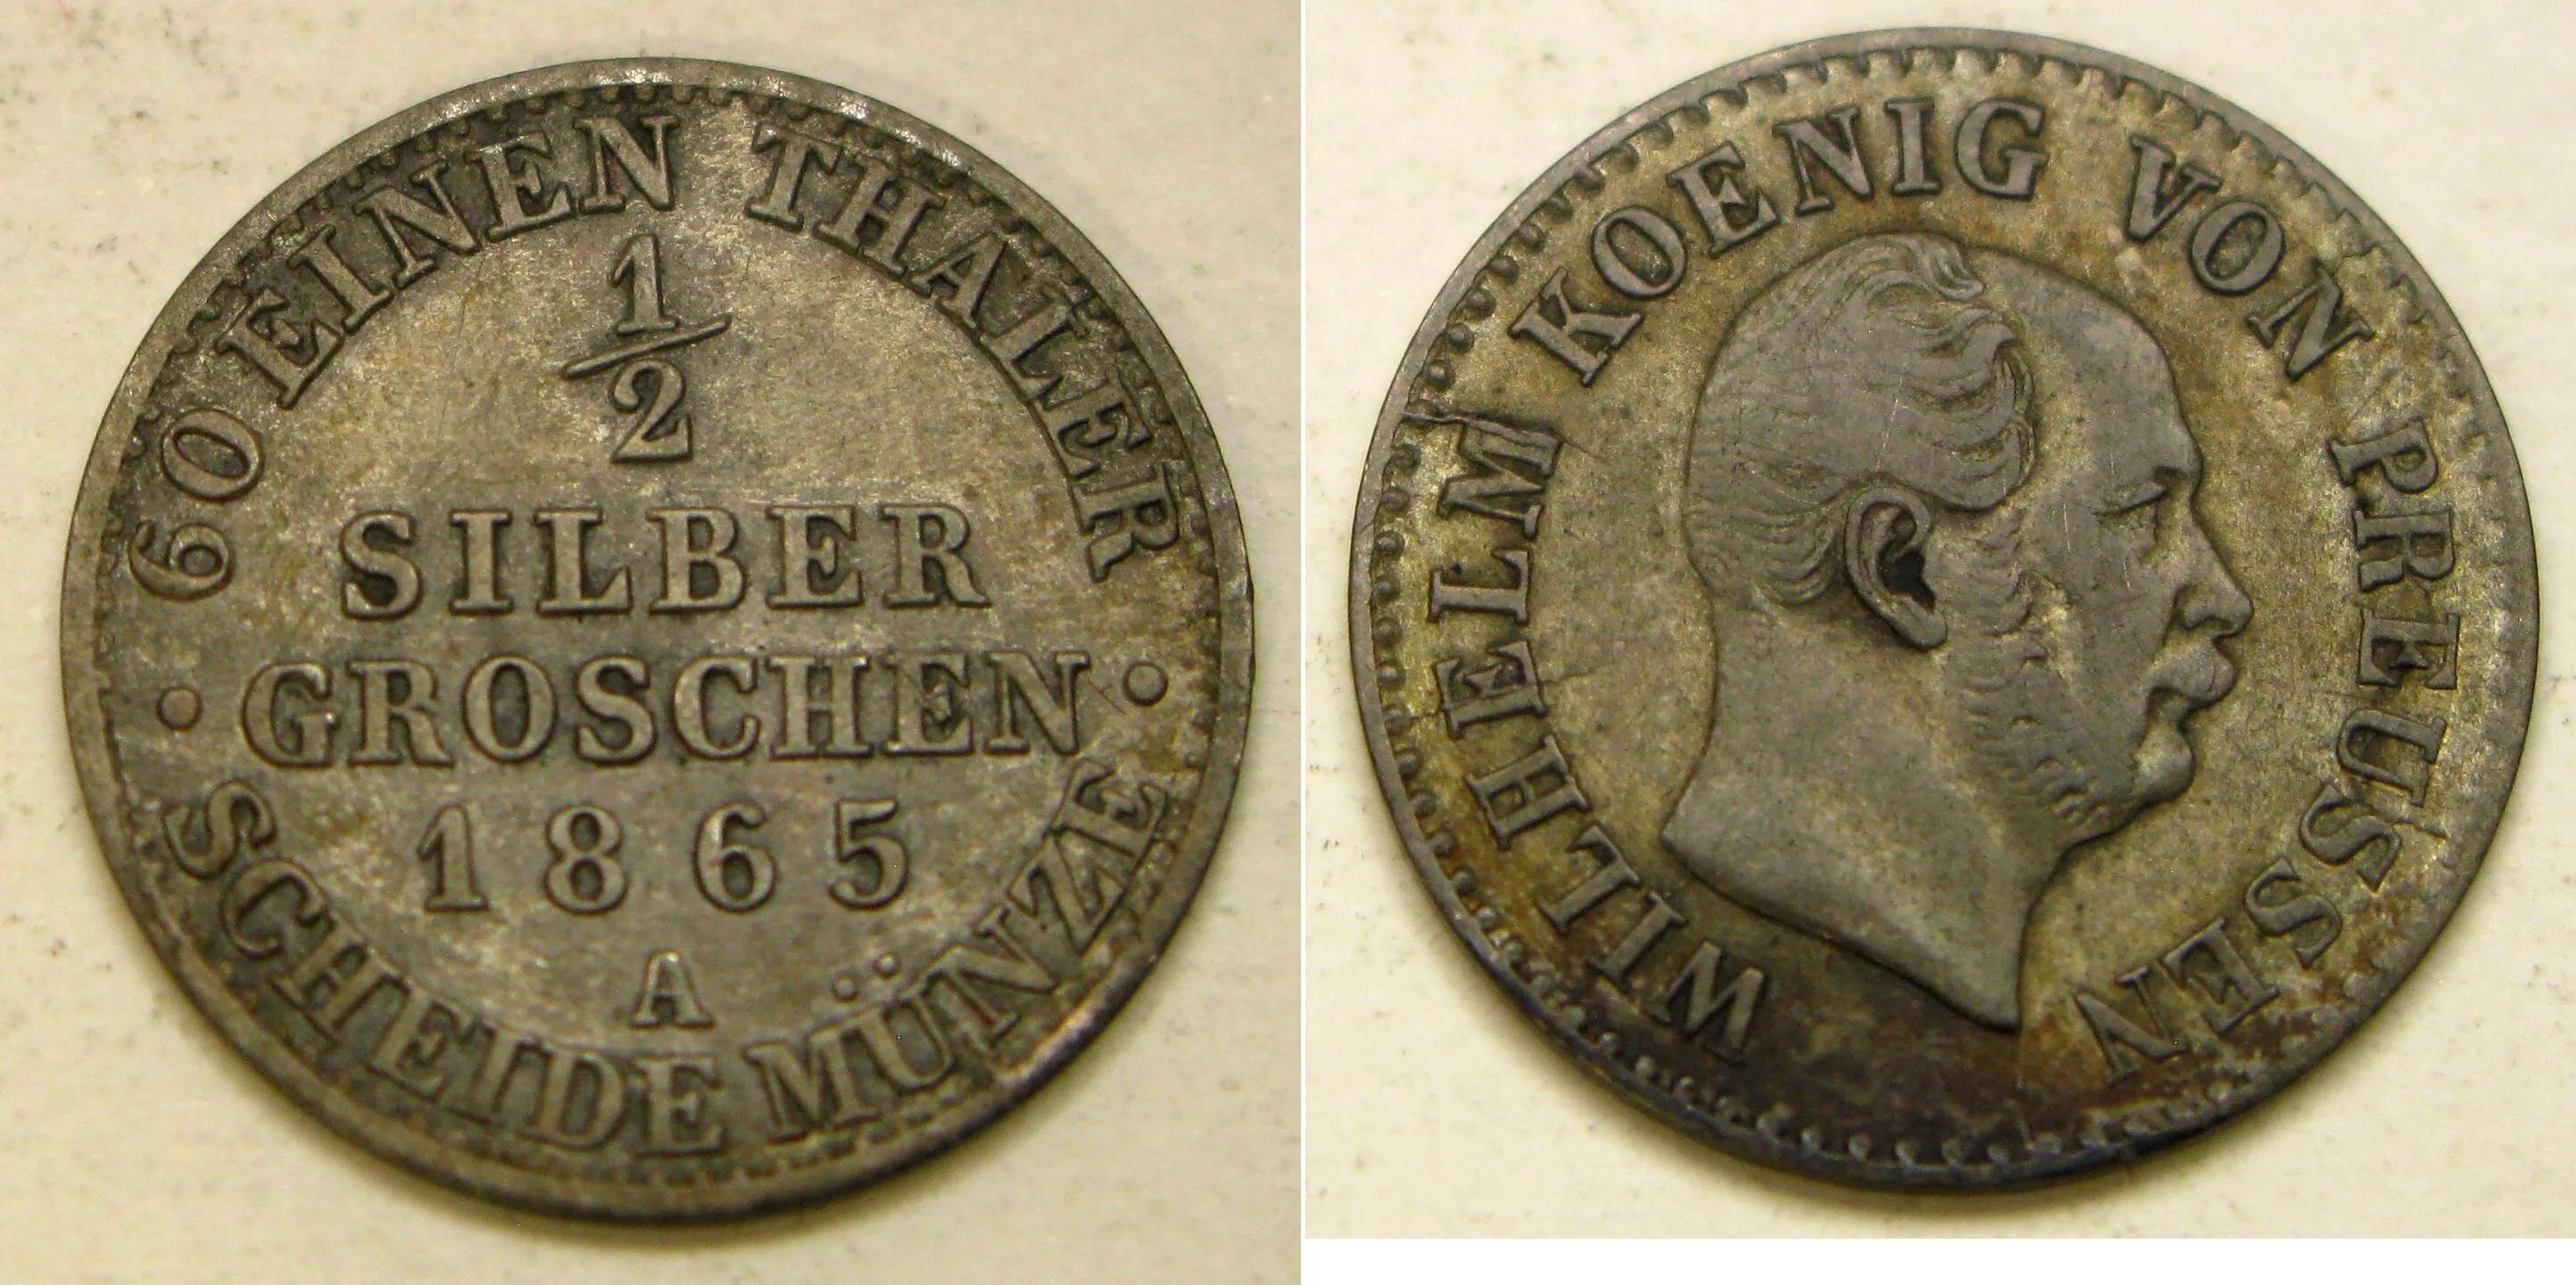 60 EINEN THALER
1/2
SILBER
GROSCHEN
1865
A
SCHEIDE MÜNZE
WILHELM KOENIG VON PREUSSEN